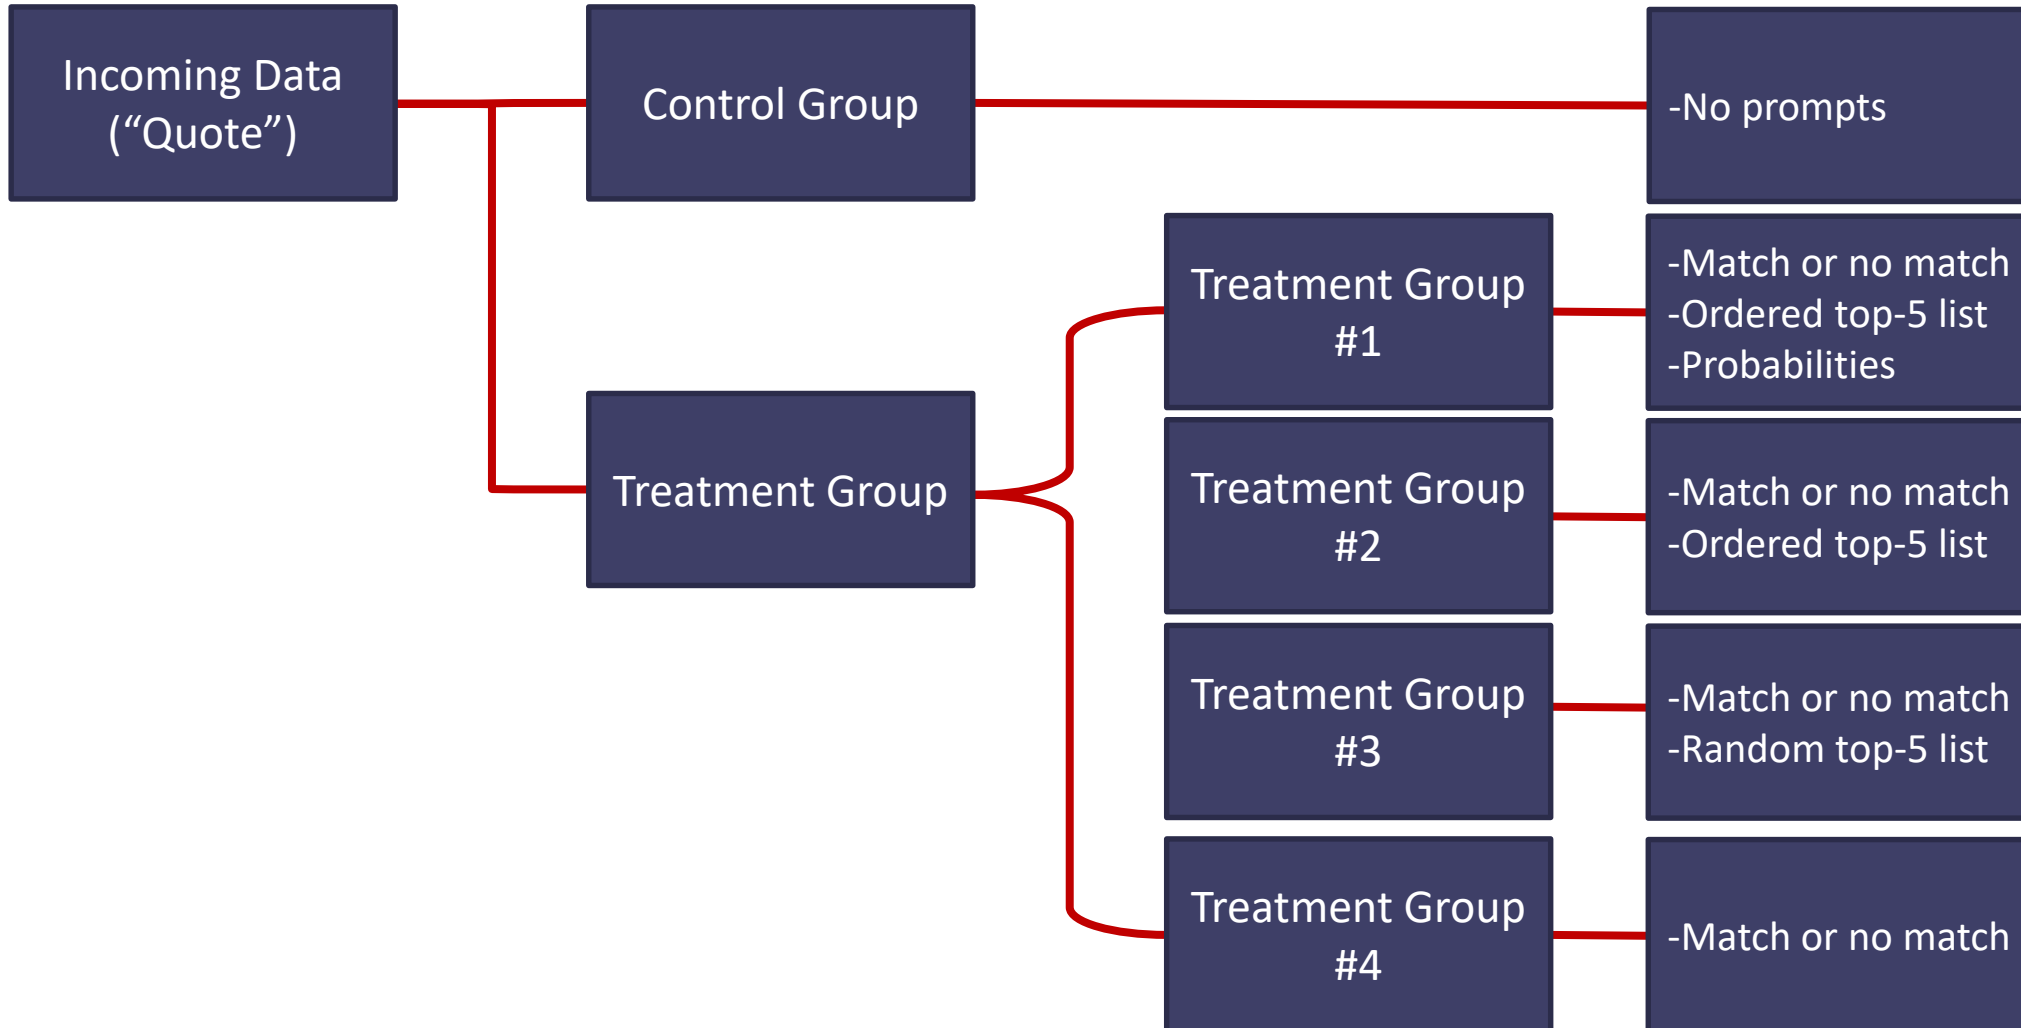 Incoming Data
(“Quote”)
Control Group
-No prompts
Treatment Group
Treatment Group
#1
-Match or no match
-Ordered top-5 list
-Probabilities
Treatment Group
#2
-Match or no match
-Ordered top-5 list
Treatment Group
#3
-Match or no match
-Random top-5 list
Treatment Group
#4
-Match or no match